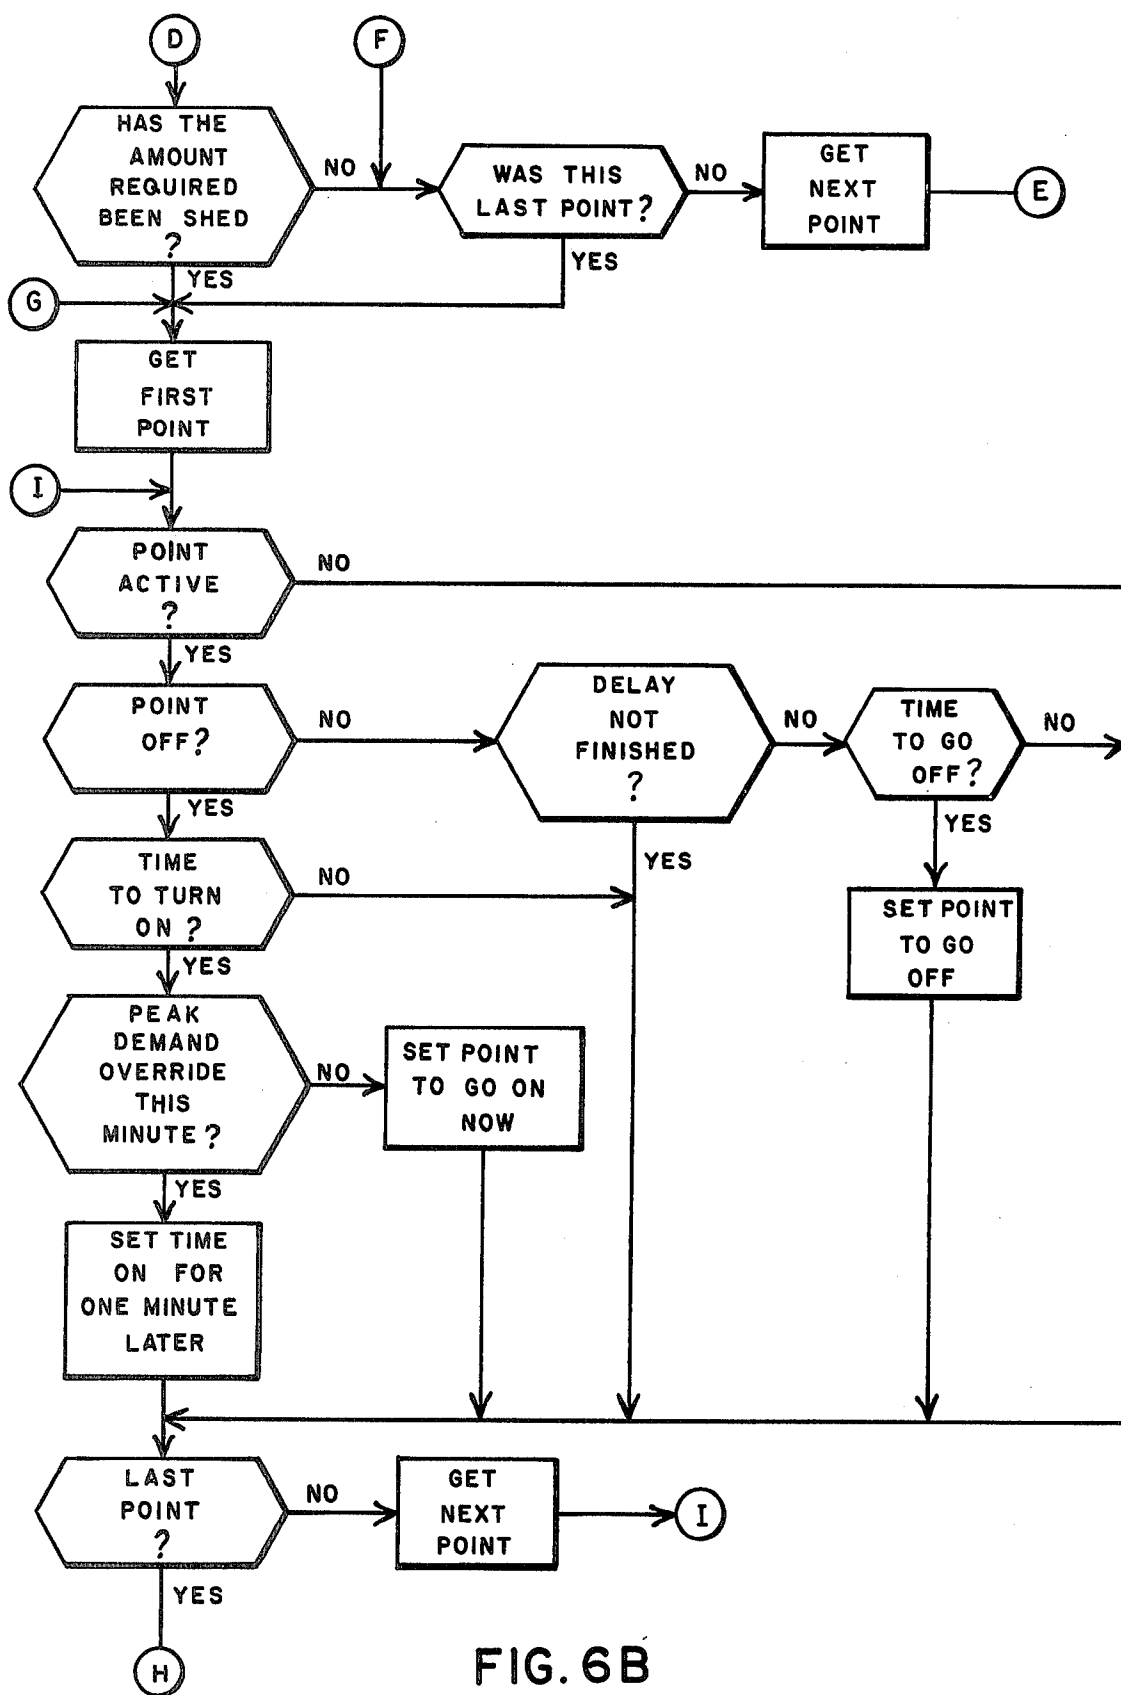 D
F
HAS THE
AMOUNT
REQUIRED
BEEN SHED
?
NO
WAS THIS
LAST POINT?
NO
GET
NEXT
POINT
E
YES
YES
G
GET
FIRST
POINT
I
POINT
ACTIVE
?
NO
YES
POINT
OFF?
NO
DELAY
NOT
FINISHED
?
NO
TIME
TO GO
OFF?
NO
YES
YES
YES
TIME
TO TURN
ON?
NO
SET POINT
TO GO
OFF
YES
PEAK
DEMAND
OVERRIDE
THIS
MINUTE?
NO
SET POINT
TO GO ON
NOW
YES
SET TIME
ON FOR
ONE MINUTE
LATER
LAST
POINT
?
NO
GET
NEXT
POINT
I
YES
H
FIG. 6B